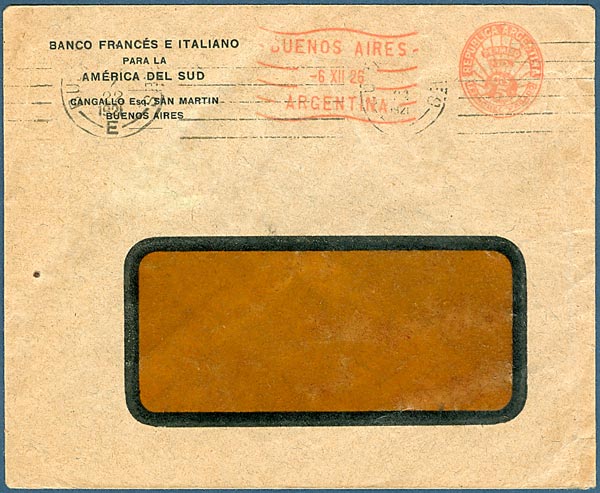 BANCO FRANCÉS E ITALIANO
PARA LA
AMÉRICA DEL SUD
CANGALLO Esq. SAN MARTIN
BUENOS AIRES
BUENOS AIRES-
-6 XII 26
ARGENTINA
REPUBLICA ARGENTINA
22
E